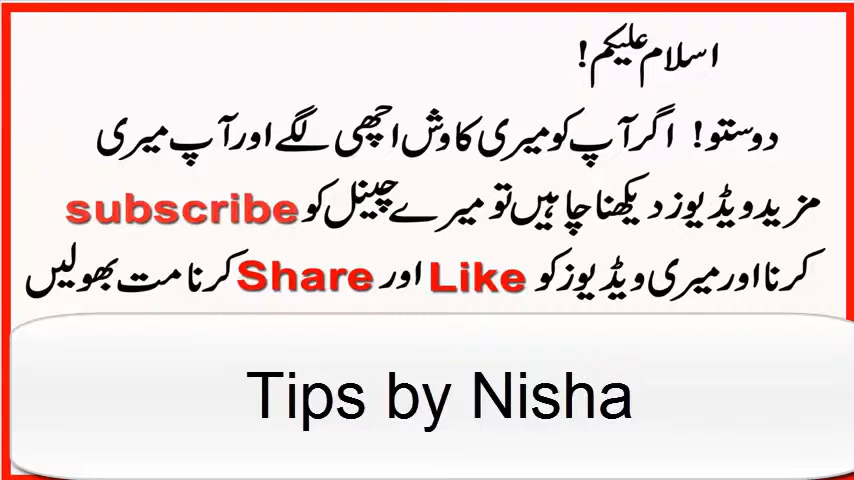 اسلام علیکم!
دوستو! اگر آپ کو میری کاوش اچھی لگے اور آپ میری
مزید ویڈیوز دیکھنا چاہیں تو میرے چینل کو subscribe
کرنا اور میری ویڈیوز کو Like اور Share کرنا مت بھولیں
Tips by Nisha